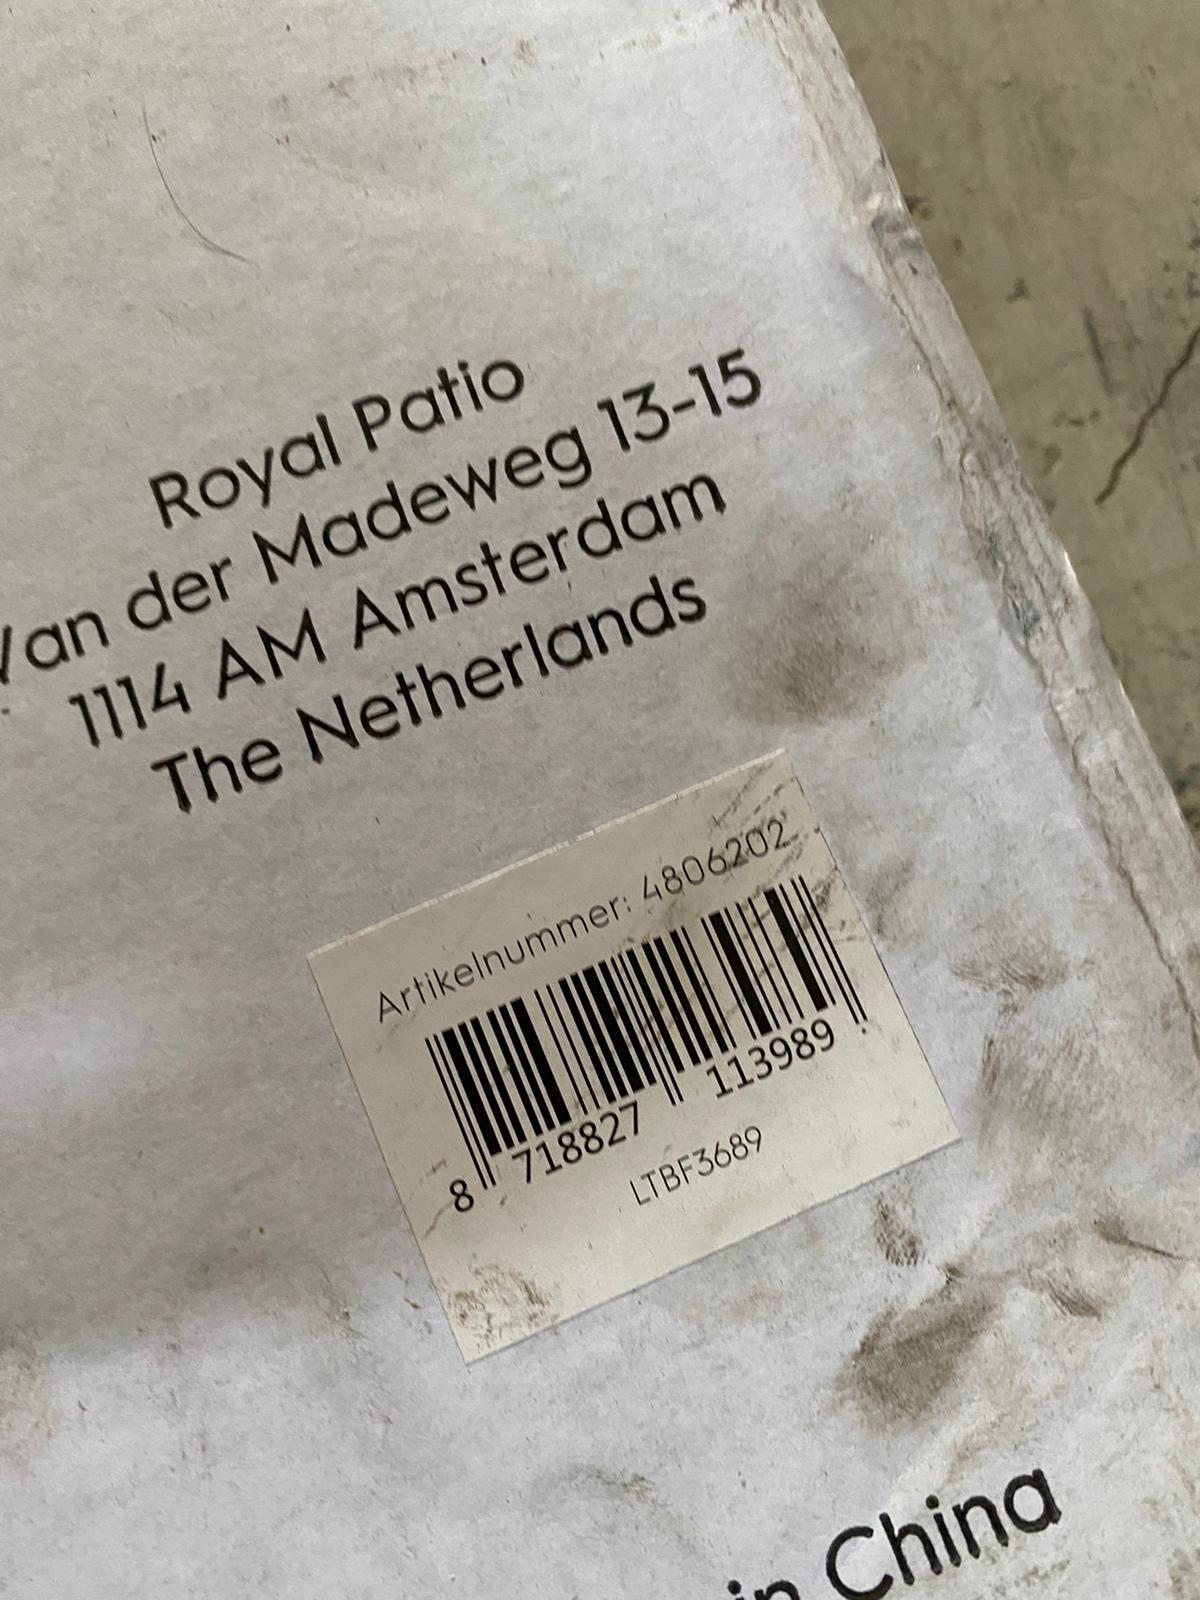 Royal Patio
Van der Madeweg 13-15
1114 AM Amsterdam
The Netherlands
Artikelnummer: 4806202
8 718827 113989
LTBF3689
in China